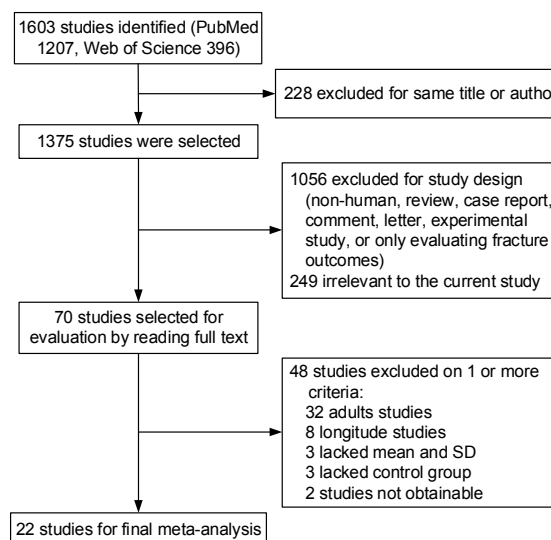 1603 studies identified (PubMed
1207, Web of Science 396)
228 excluded for same title or autho
1375 studies were selected
1056 excluded for study design
(non-human, review, case report,
comment, letter, experimental
study, or only evaluating fracture
outcomes)
249 irrelevant to the current study
70 studies selected for
evaluation by reading full text
48 studies excluded on 1 or more
criteria:
32 adults studies
8 longitude studies
3 lacked mean and SD
3 lacked control group
2 studies not obtainable
22 studies for final meta-analysis